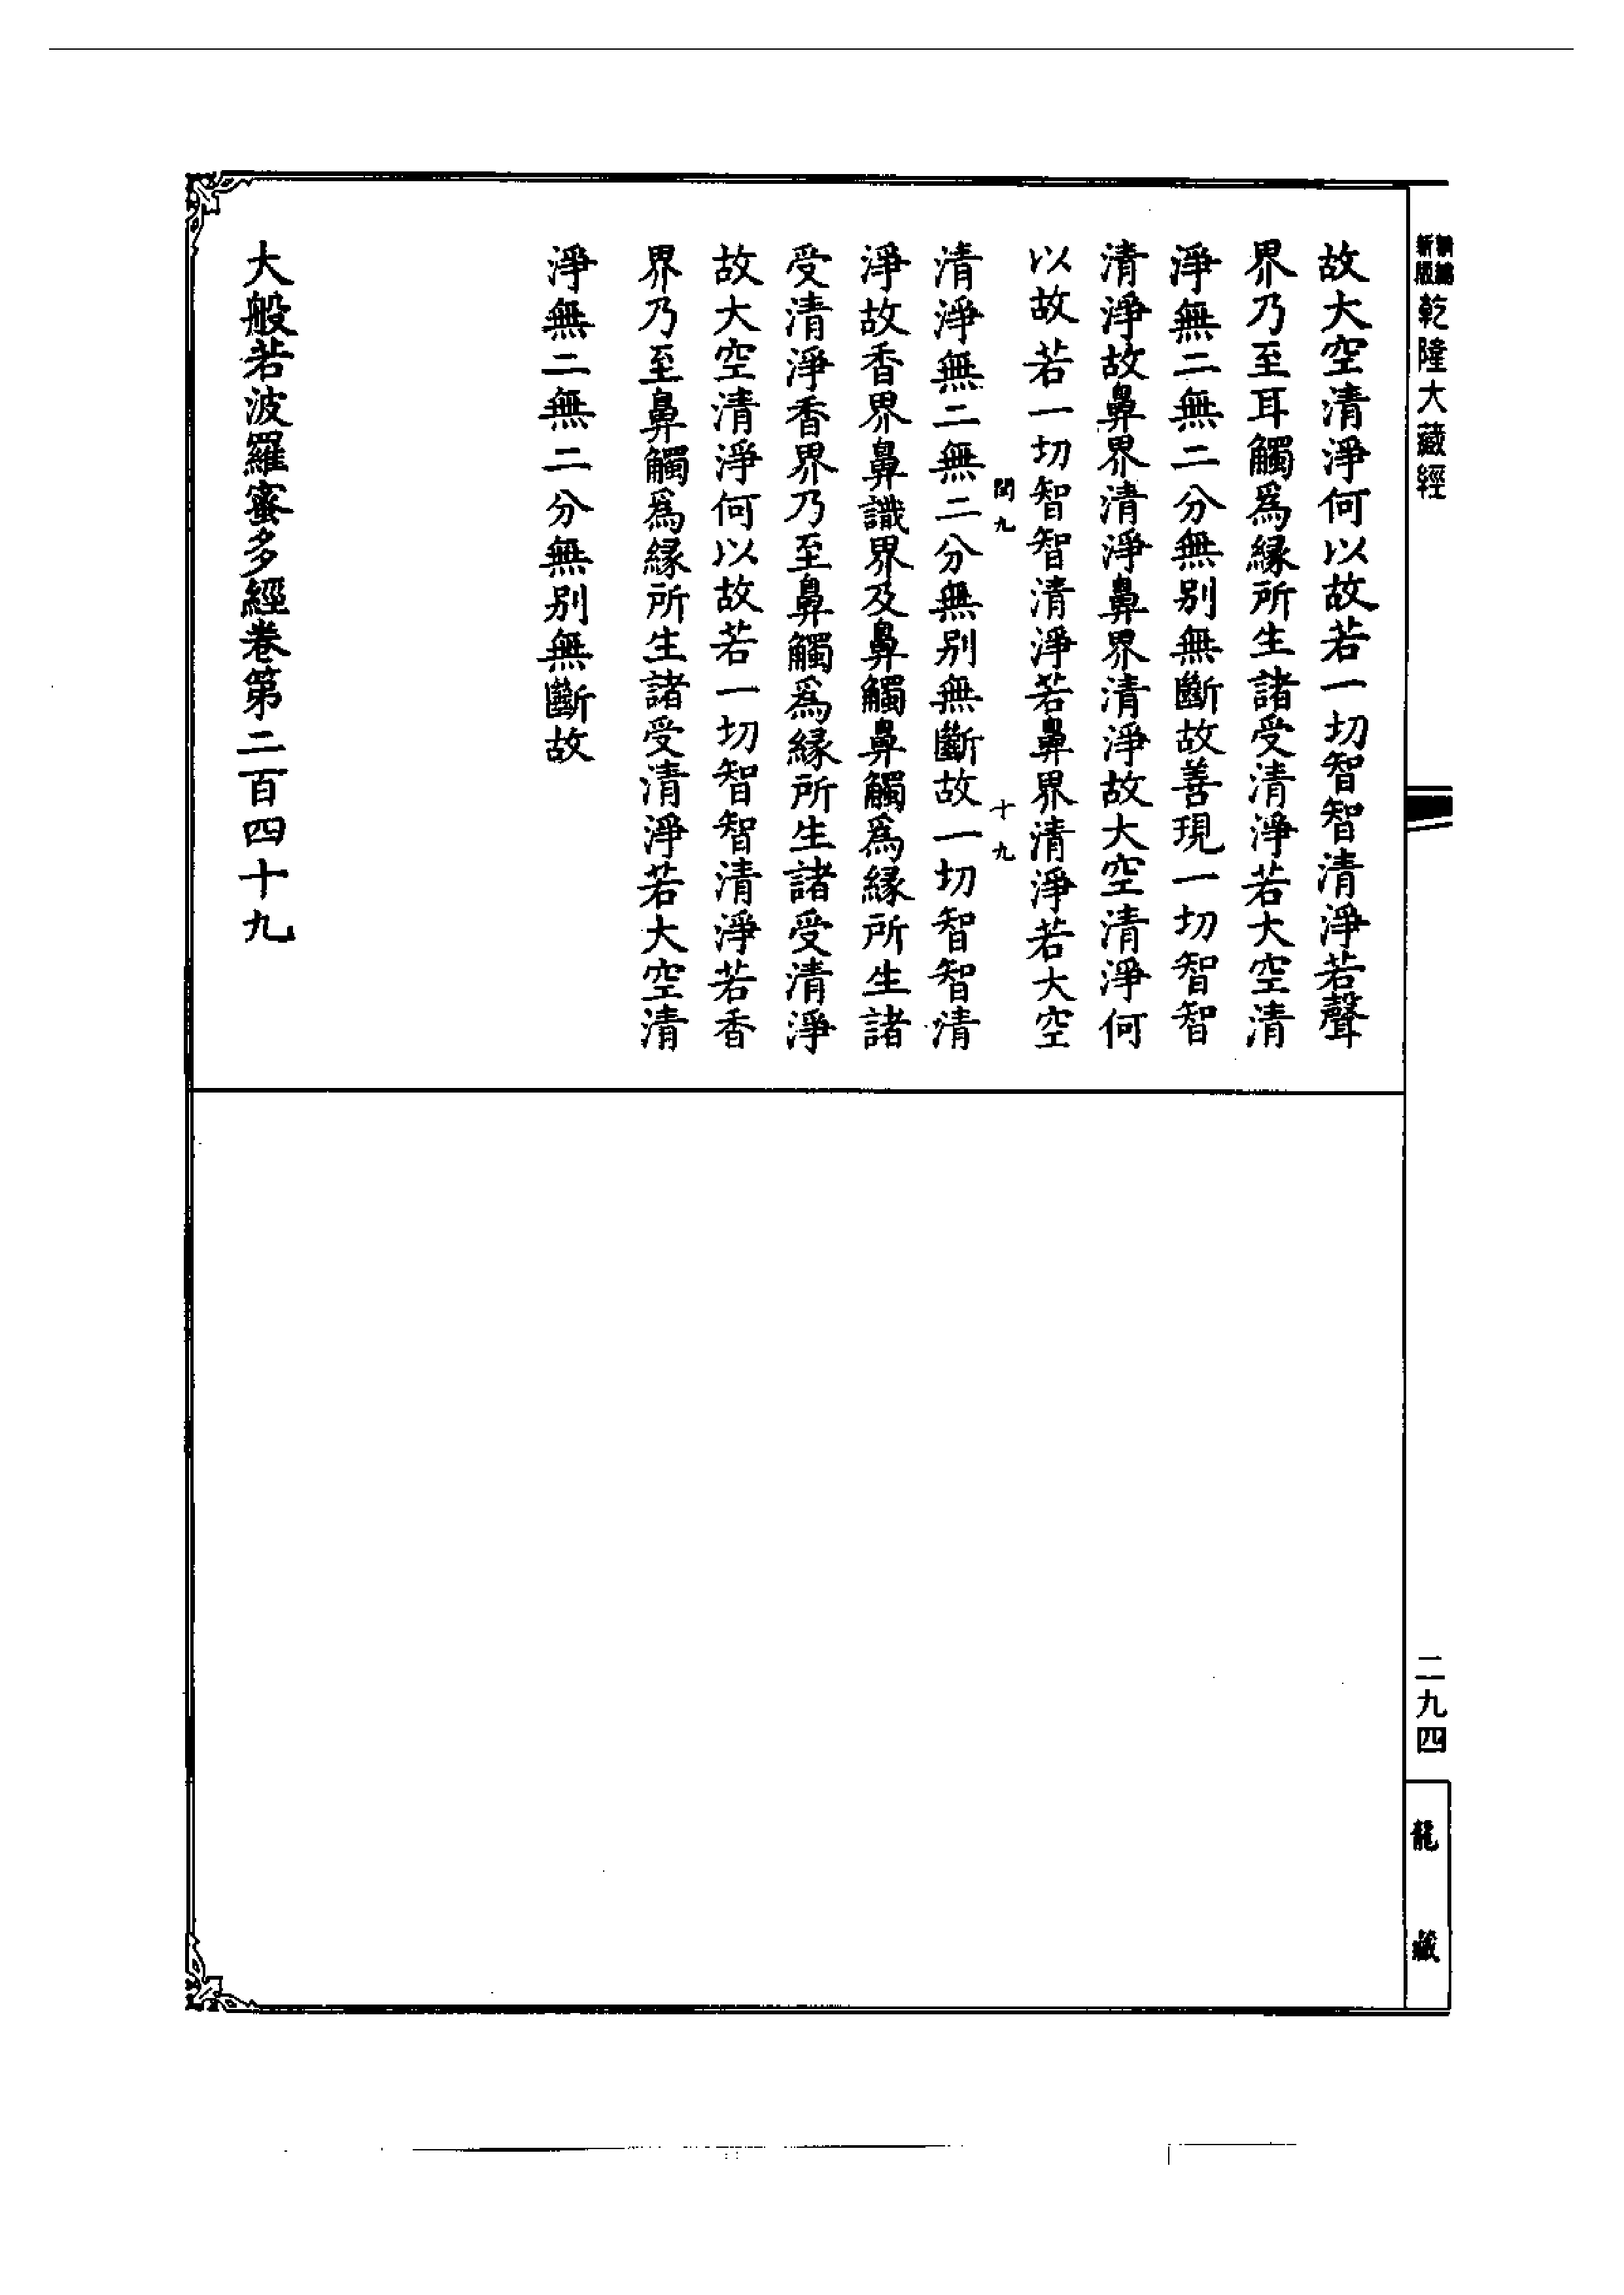 新編
新版
乾隆大藏經
故大空清淨何以故若一切智智清淨若聲
界乃至耳觸爲緣所生諸受清淨若大空清
淨無二無二分無别無斷故善現一切智智
清淨故鼻界清淨鼻界清淨故大空清淨何
以故若一切智智清淨若鼻界清淨若大空
九
十九
清淨無二無二分無别無斷故一切智智清
淨故香界鼻識界及鼻觸鼻觸爲緣所生諸
受清淨香界乃至鼻觸爲緣所生諸受清淨
故大空清淨何以故若一切智智清淨若香
界乃至鼻觸爲緣所生諸受清淨若大空清
淨無二無二分無别無斷故
大般若波羅蜜多經卷第二百四十九
二九四
龍藏